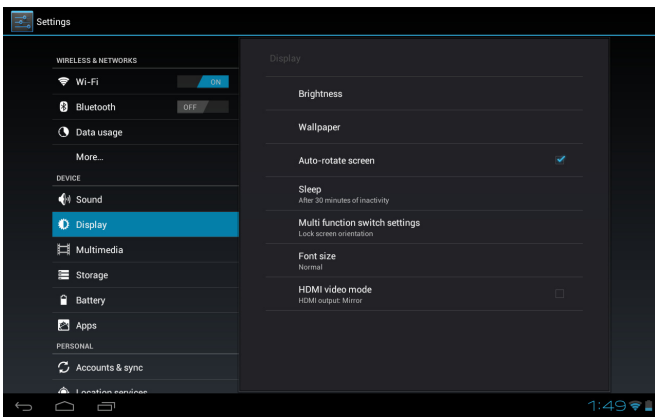 Settings
WIRELESS & NETWORKS
Wi-Fi ON
Bluetooth OFF
Data usage
More...
DEVICE
Sound
Display
Multimedia
Storage
Battery
Apps
PERSONAL
Accounts & sync
Location services
Display
Brightness
Wallpaper
Auto-rotate screen
Sleep
After 30 minutes of inactivity
Multi function switch settings
Lock screen orientation
Font size
Normal
HDMI video mode
HDMI output: Mirror
1:49